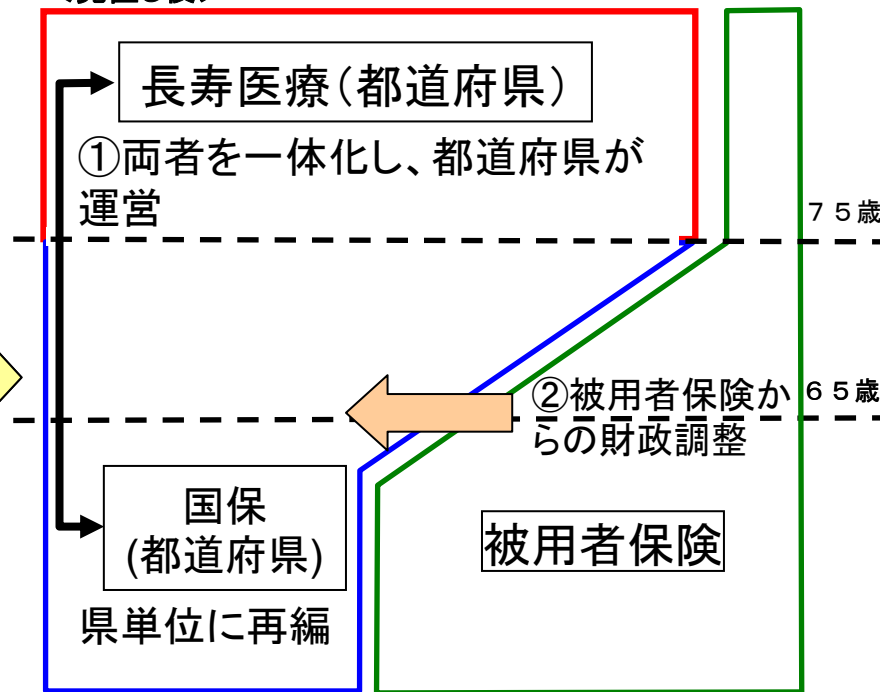 長寿医療(都道府県)
①両者を一体化し、都道府県が
運営
75歳
②被用者保険か
らの財政調整
65歳
国保
(都道府県)
被用者保険
県単位に再編